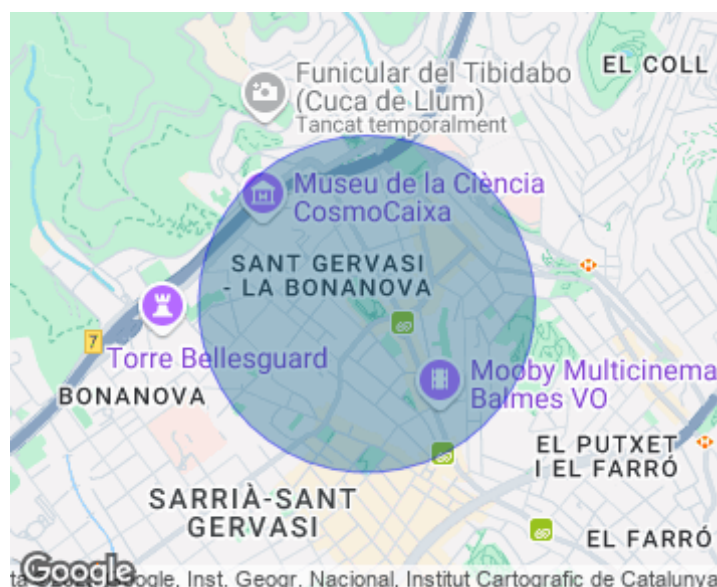 EL COLL
Funicular del Tibidabo
(Cuca de Llum)
Tancat temporalment
Museu de la Ciència
CosmoCaixa
SANT GERVASI
- LA BONANOVA
7
Torre Bellesguard
Mooby Multicinema
Balmes VO
BONANOVA
EL PUTXET
I EL FARRÓ
SARRIÀ-SANT
GERVASI
EL FARRÓ
Google
Google, Inst. Geogr. Nacional, Institut Cartogràfic de Catalunya